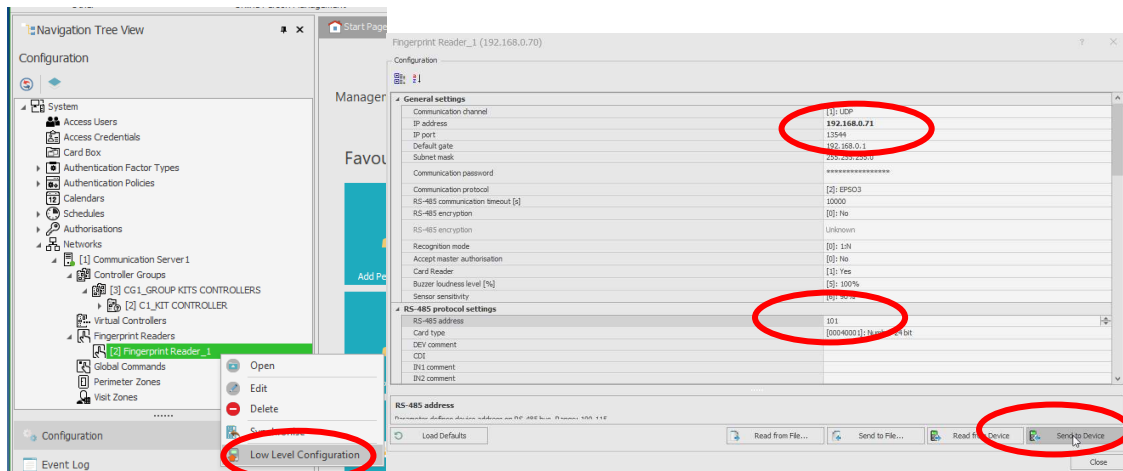 Navigation Tree View
Configuration
System
Access Users
Access Credentials
Card Box
Authentication Factor Types
Authentication Policies
Calendars
Schedules
Authorisations
Networks
[1] Communication Server1
Controller Groups
[3] CG1_GROUP KITS CONTROLLERS
[2] C1_KIT CONTROLLER
Virtual Controllers
Fingerprint Readers
[2] Fingerprint Reader_1
Global Commands
Perimeter Zones
Visit Zones
Configuration
Event Log
Open
Edit
Delete
Low Level Configuration
Start Page
Manager
Favou
Add Pe
Fingerprint Reader_1 (192.168.0.70)
Configuration
General settings
Communication channel [1]: UDP
IP address 192.168.0.71
IP port 13544
Default gate 192.168.0.1
Subnet mask 255.255.255.0
Communication password ****************
Communication protocol [2]: EPSO3
RS-485 communication timeout [s] 10000
RS-485 encryption [0]: No
RS-485 encryption Unknown
Recognition mode [0]: 1:N
Accept master authorisation [0]: No
Card Reader [1]: Yes
Buzzer loudness level [%] [5]: 100%
Sensor sensitivity [6]: 90%
RS-485 protocol settings
RS-485 address 101
Card type [00040001]: bit
DEV comment
CDI
IN1 comment
IN2 comment
RS-485 address
Load Defaults
Read from File...
Send to File...
Read from Device
Send to Device
Close